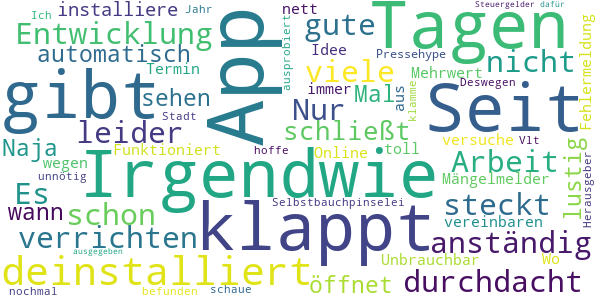 Ich installiere Jahr nett Steuergelder dafür
Entwicklung App ausprobiert gute Tagen
automatisch Idee Pressehype nicht
Termin viele Mehrwert Fehlermeldung
gibt sehen immer Mal aus Deswegen Seit
Stadt Nur klamme
leider schließt versuche Vlt
Naja Funktioniert hoffe Online toll lustig
wegen Irgendwie Arbeit Herausgeber
unnötig Mängelmelder
Es Selbstbauchpinselei steckt
wann schon klappt vereinbaren
verrichten anständig
ausgegeben Unbrauchbar Wo
deinstalliert öffnet durchdacht
nochmal befunden schaue